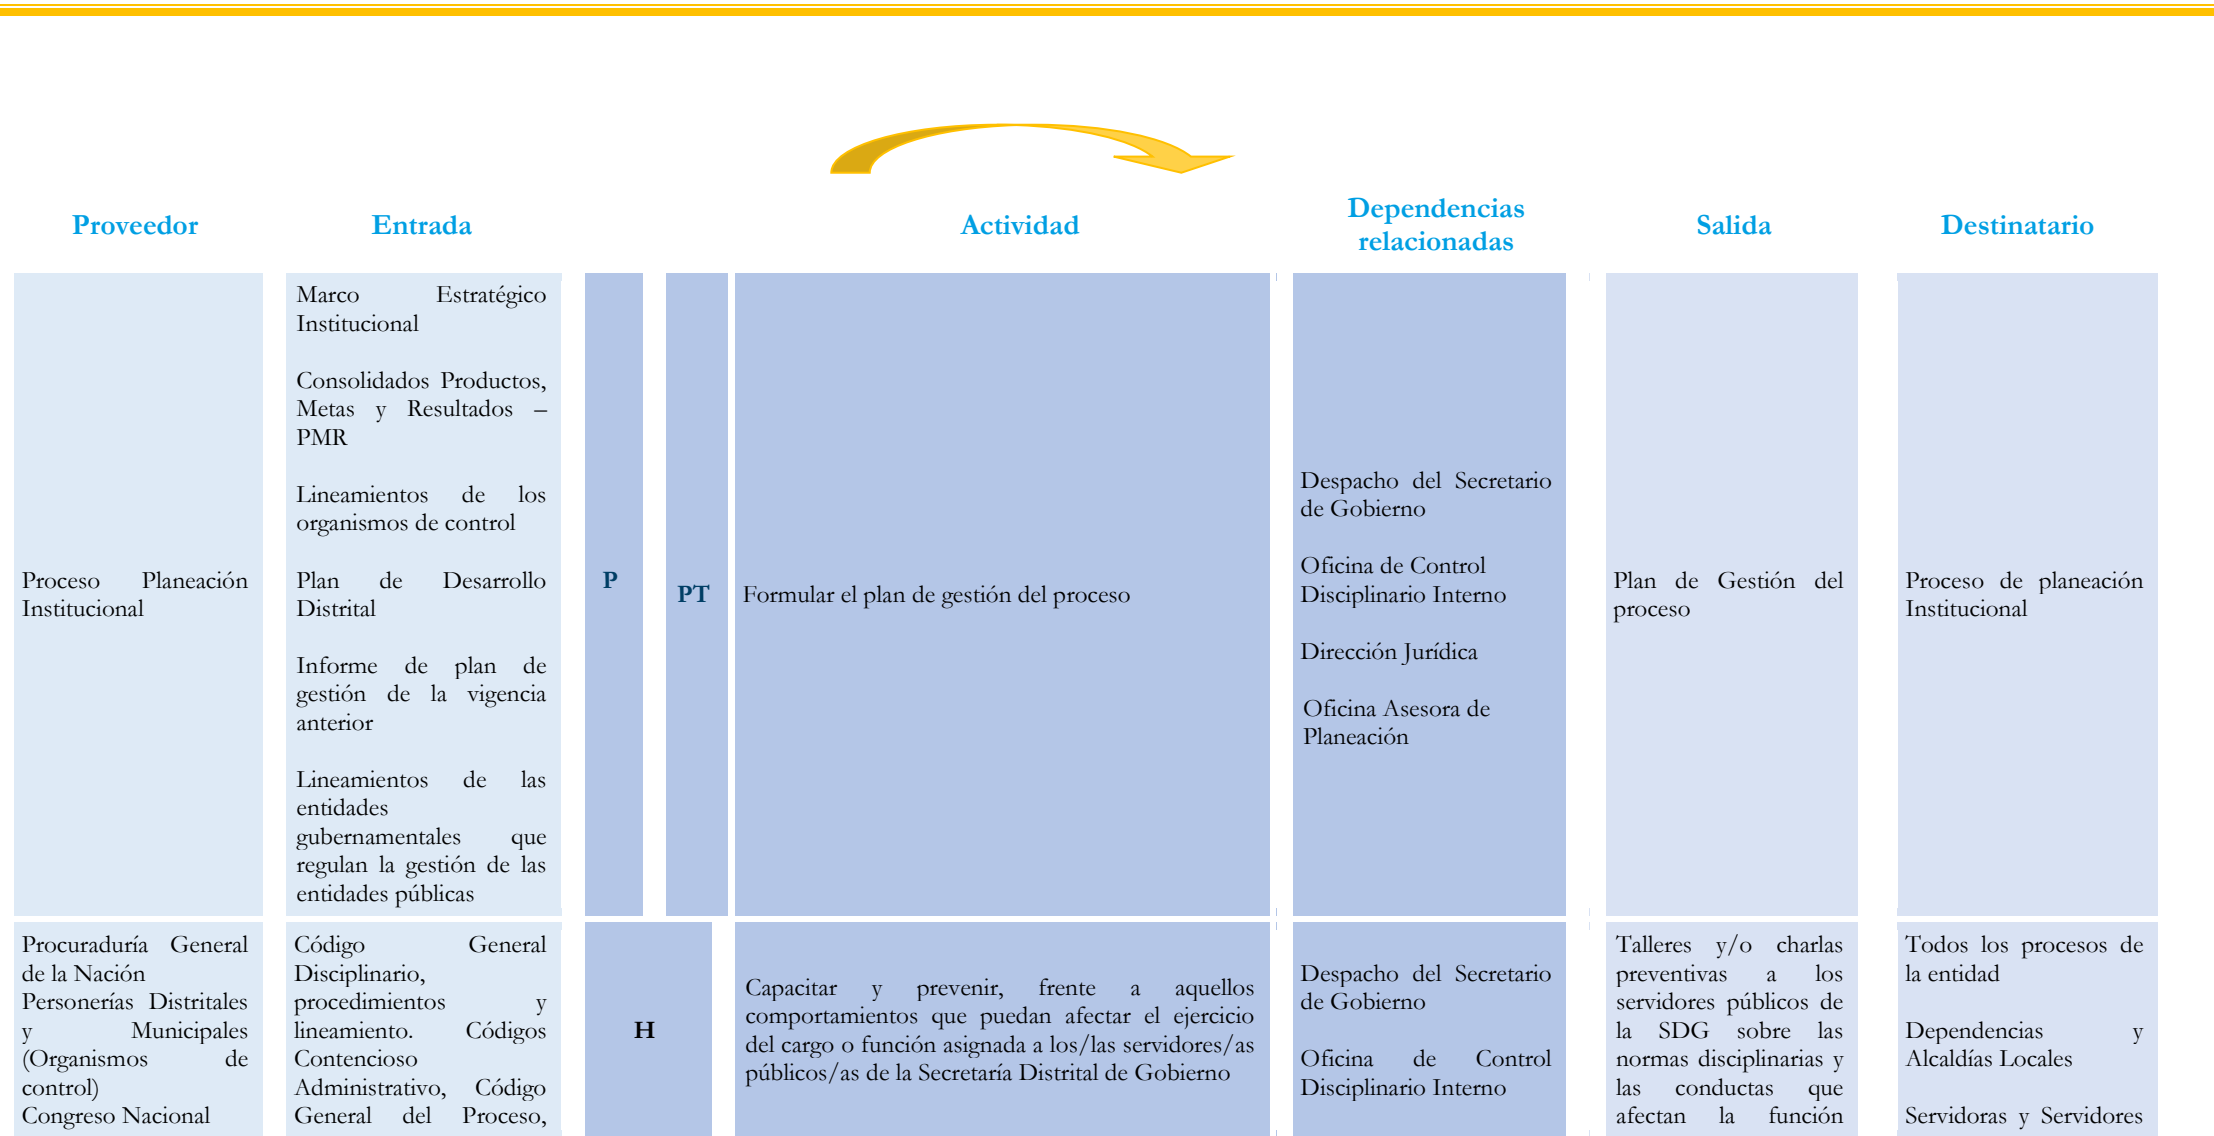 Proveedor
Entrada
Actividad
Dependencias
relacionadas
Salida
Destinatario
Proceso Planeación
Institucional
Marco Estratégico
Institucional
Consolidados Productos,
Metas y Resultados –
PMR
Lineamientos de los
organismos de control
Plan de Desarrollo
Distrital
Informe de plan de
gestión de la vigencia
anterior
Lineamientos de las
entidades
gubernamentales que
regulan la gestión de las
entidades públicas
P
PT
Formular el plan de gestión del proceso
Despacho del Secretario
de Gobierno
Oficina de Control
Disciplinario Interno
Dirección Jurídica
Oficina Asesora de
Planeación
Plan de Gestión del
proceso
Proceso de planeación
Institucional
Procuraduría General
de la Nación
Personerías Distritales
y Municipales
(Organismos de
control)
Congreso Nacional
Código General
Disciplinario,
procedimientos y
lineamiento. Códigos
Contencioso
Administrativo, Código
General del Proceso,
H
Capacitar y prevenir, frente a aquellos
comportamientos que puedan afectar el ejercicio
del cargo o función asignada a los/las servidores/as
públicos/as de la Secretaría Distrital de Gobierno
Despacho del Secretario
de Gobierno
Oficina de Control
Disciplinario Interno
Talleres y/o charlas
preventivas a los
servidores públicos de
la SDG sobre las
normas disciplinarias y
las conductas que
afectan la función
Todos los procesos de
la entidad
Dependencias y
Alcaldías Locales
Servidoras y Servidores